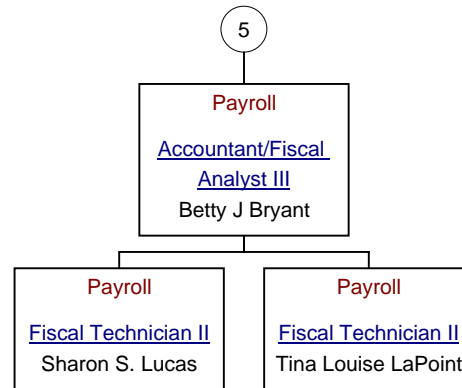 5
Payroll
Accountant/Fiscal
Analyst III
Betty J Bryant
Payroll
Fiscal Technician II
Sharon S. Lucas
Payroll
Fiscal Technician II
Tina Louise LaPoint